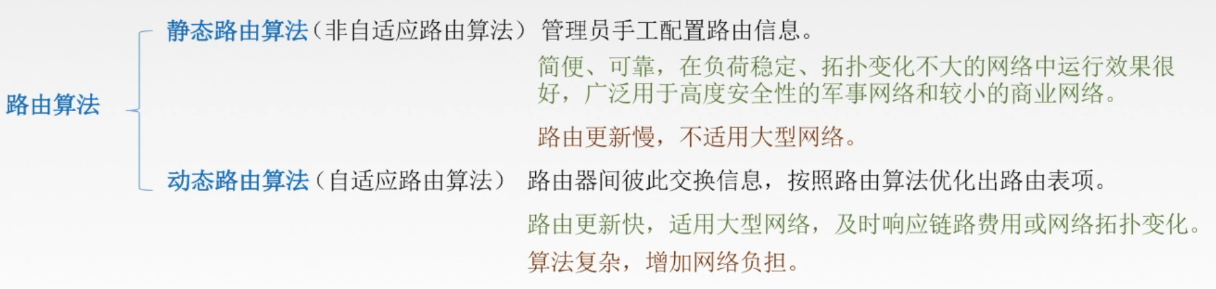 路由算法
静态路由算法（非自适应路由算法） 管理员手工配置路由信息。
简便、可靠，在负荷稳定、拓扑变化不大的网络中运行效果很
好，广泛用于高度安全性的军事网络和较小的商业网络。
路由更新慢，不适用大型网络。
动态路由算法（自适应路由算法） 路由器间彼此交换信息，按照路由算法优化出路由表项。
路由更新快，适用大型网络，及时响应链路费用或网络拓扑变化。
算法复杂，增加网络负担。